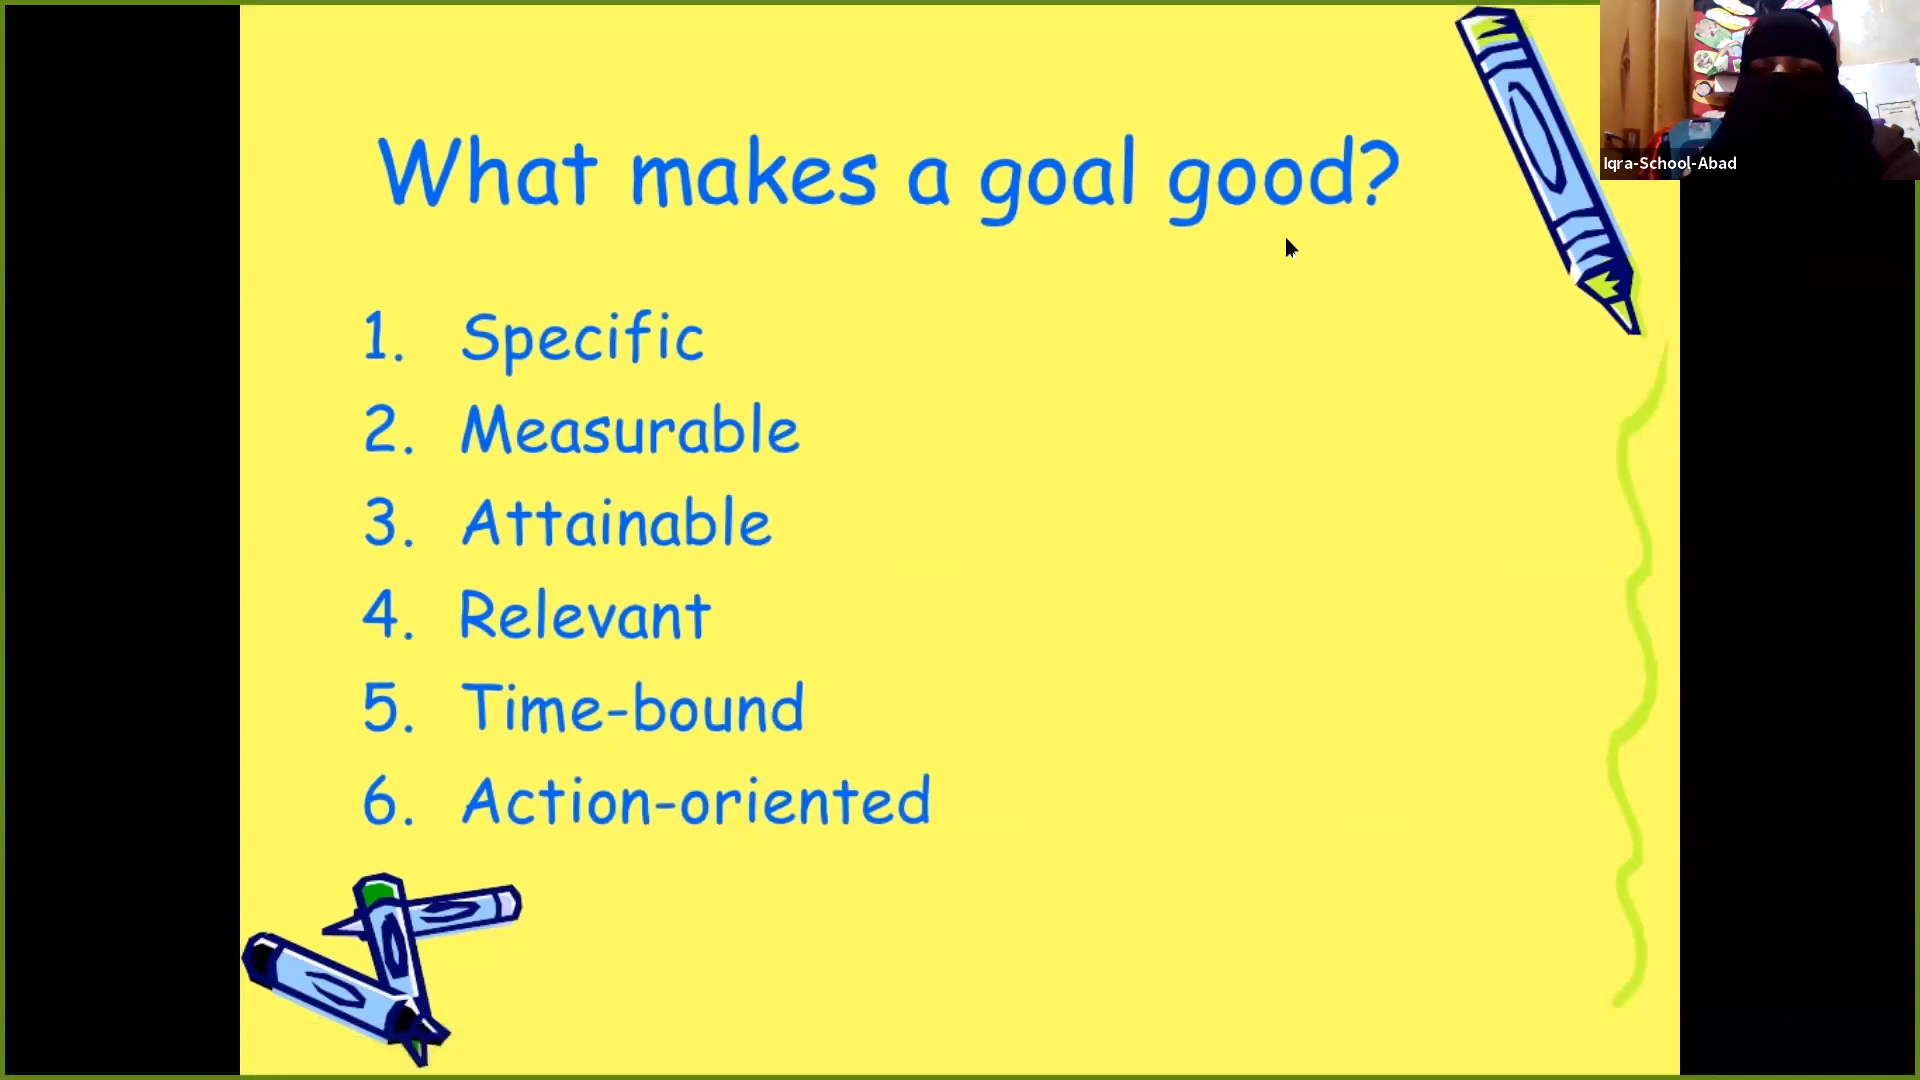 What makes a goal good?
1. Specific
2. Measurable
3. Attainable
4. Relevant
5. Time-bound
6. Action-oriented
Iqra-School-Abad